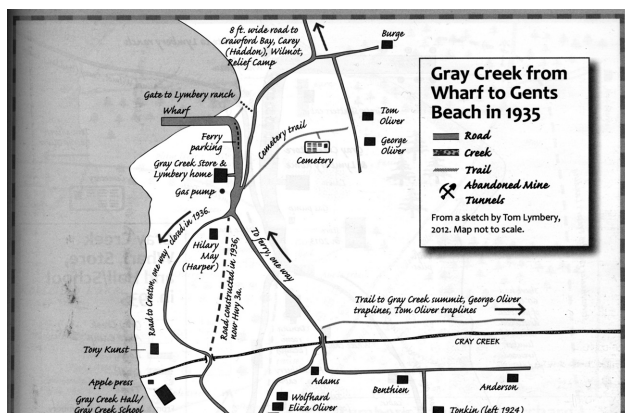 8 ft. wide road to
Crawford Bay, Carey
(Haddon), Wilmot,
Relief Camp
Burge
Gate to Lymbery ranch
Wharf
Ferry
parking
Cemetery trail
Cemetery
Tom
Oliver
George
Oliver
Gray Creek Store &
Lymbery home
Gas pump
Gray Creek from
Wharf to Gents
Beach in 1935
Road
Creek
Trail
Abandoned Mine
Tunnels
From a sketch by Tom Lymbery,
2012. Map not to scale.
Road to Creston, one way - closed in 1936.
Hilary
May
(Harper)
To ferry, one way
Road constructed in 1936,
now Hwy 3a.
Trail to Gray Creek summit, George Oliver
traplines, Tom Oliver traplines
CRAY CREEK
Tony Kunst
Apple press
Gray Creek Hall/
Gray Creek School
Adams
Wolfhard
Eliza Oliver
Benthien
Anderson
Tonkin (left 1924)